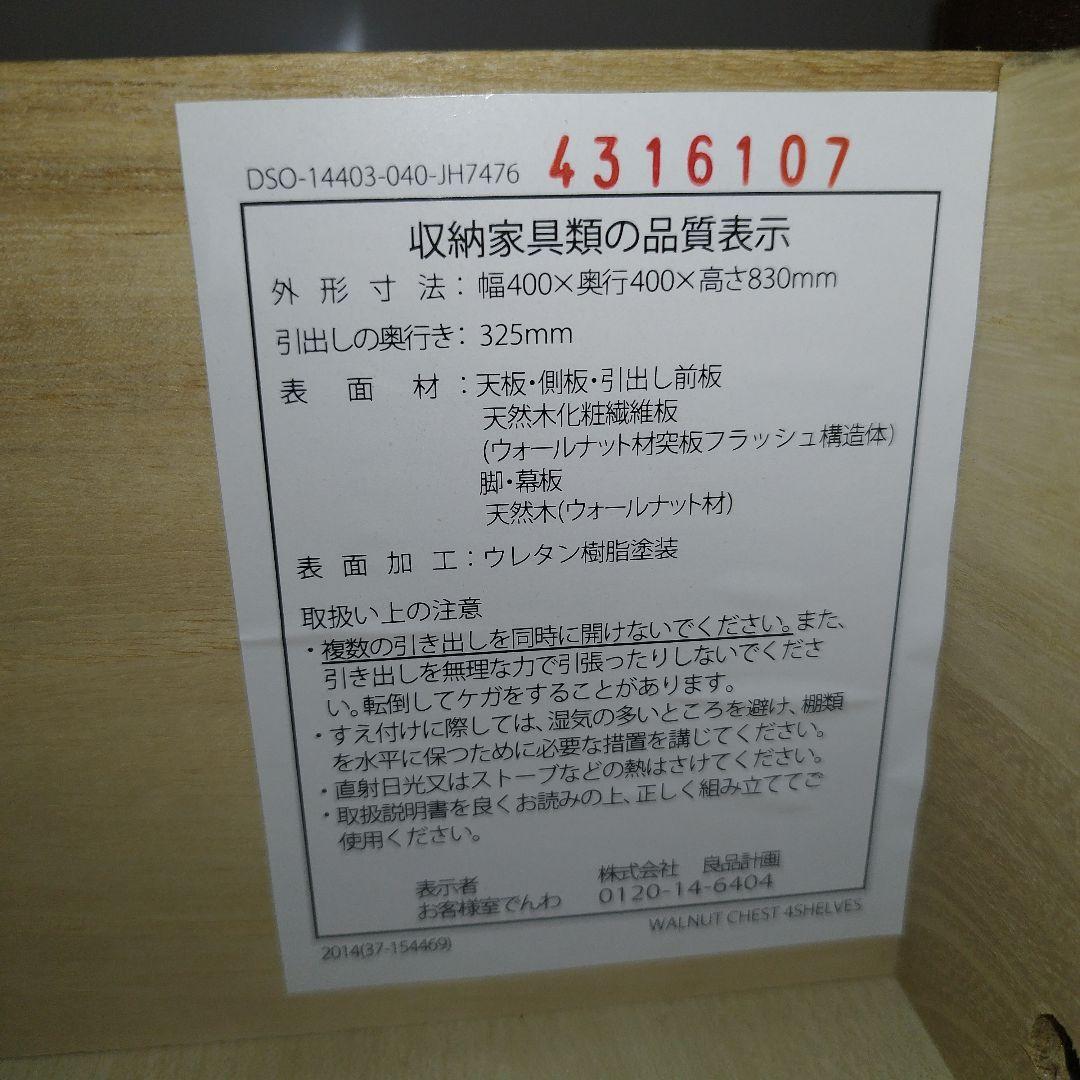 DSO-14403-040-JH7476 4316107
収納家具類の品質表示
外形寸法：幅400×奥行400×高さ830mm
引出しの奥行き：325mm
表面材：天板・側板・引出し前板
天然木化粧繊維板
(ウォールナット材突板フラッシュ構造体)
脚・幕板
天然木(ウォールナット材)
表面加工：ウレタン樹脂塗装
取扱い上の注意
・複数の引き出しを同時に開けないでください。また、
引き出しを無理な力で引張ったりしないでくださ
い。転倒してケガをすることがあります。
・すえ付けに際しては、湿気の多いところを避け、棚類
を水平に保つために必要な措置を講じてください。
・直射日光又はストーブなどの熱はさけてください。
・取扱説明書を良くお読みの上、正しく組み立ててご
使用ください。
表示者 株式会社 良品計画
お客様室でんわ 0120-14-6404
2014(37-154469) WALNUT CHEST 4SHELVES